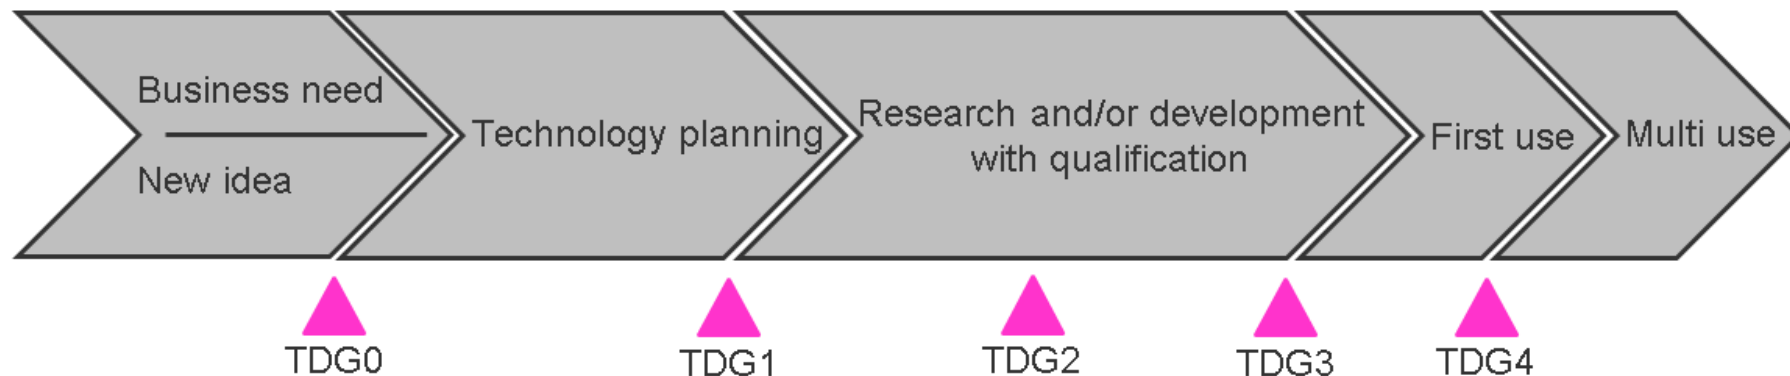 Business need
New idea
Technology planning
Research and/or development
with qualification
First use
Multi use
TDG0
TDG1
TDG2
TDG3
TDG4